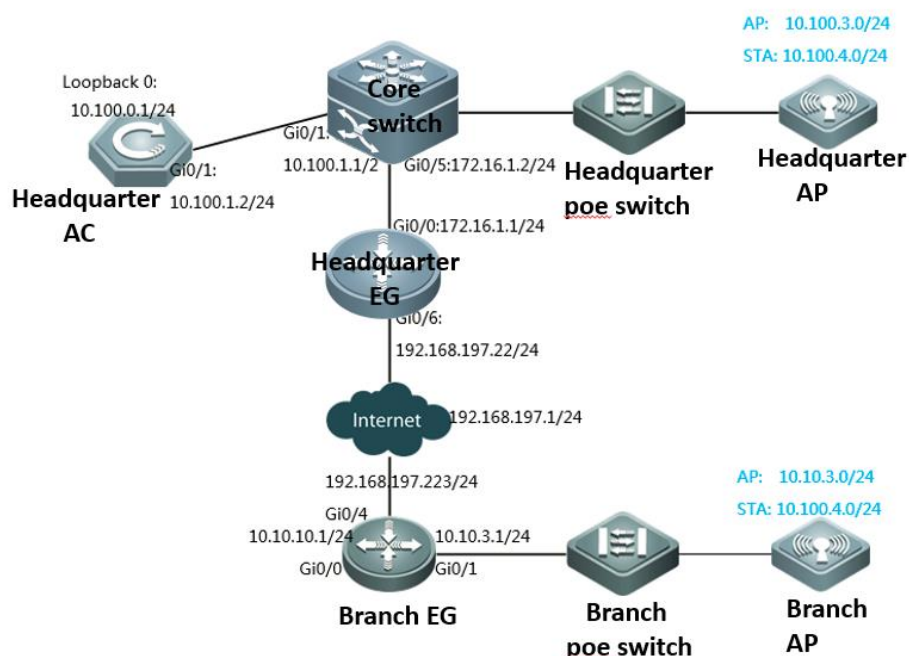 AP: 10.100.3.0/24
STA: 10.100.4.0/24
Loopback 0:
10.100.0.1/24
Core
switch
Gi0/1:
10.100.1.1/2
Gi0/5:172.16.1.2/24
Gi0/1:
10.100.1.2/24
Headquarter
AC
Headquarter
poe switch
Headquarter
AP
Gi0/0:172.16.1.1/24
Headquarter
EG
Gi0/6:
192.168.197.22/24
Internet
192.168.197.1/24
192.168.197.223/24
Gi0/4
10.10.10.1/24
10.10.3.1/24
Gi0/0
Gi0/1
Branch EG
Branch
poe switch
AP: 10.10.3.0/24
STA: 10.100.4.0/24
Branch
AP